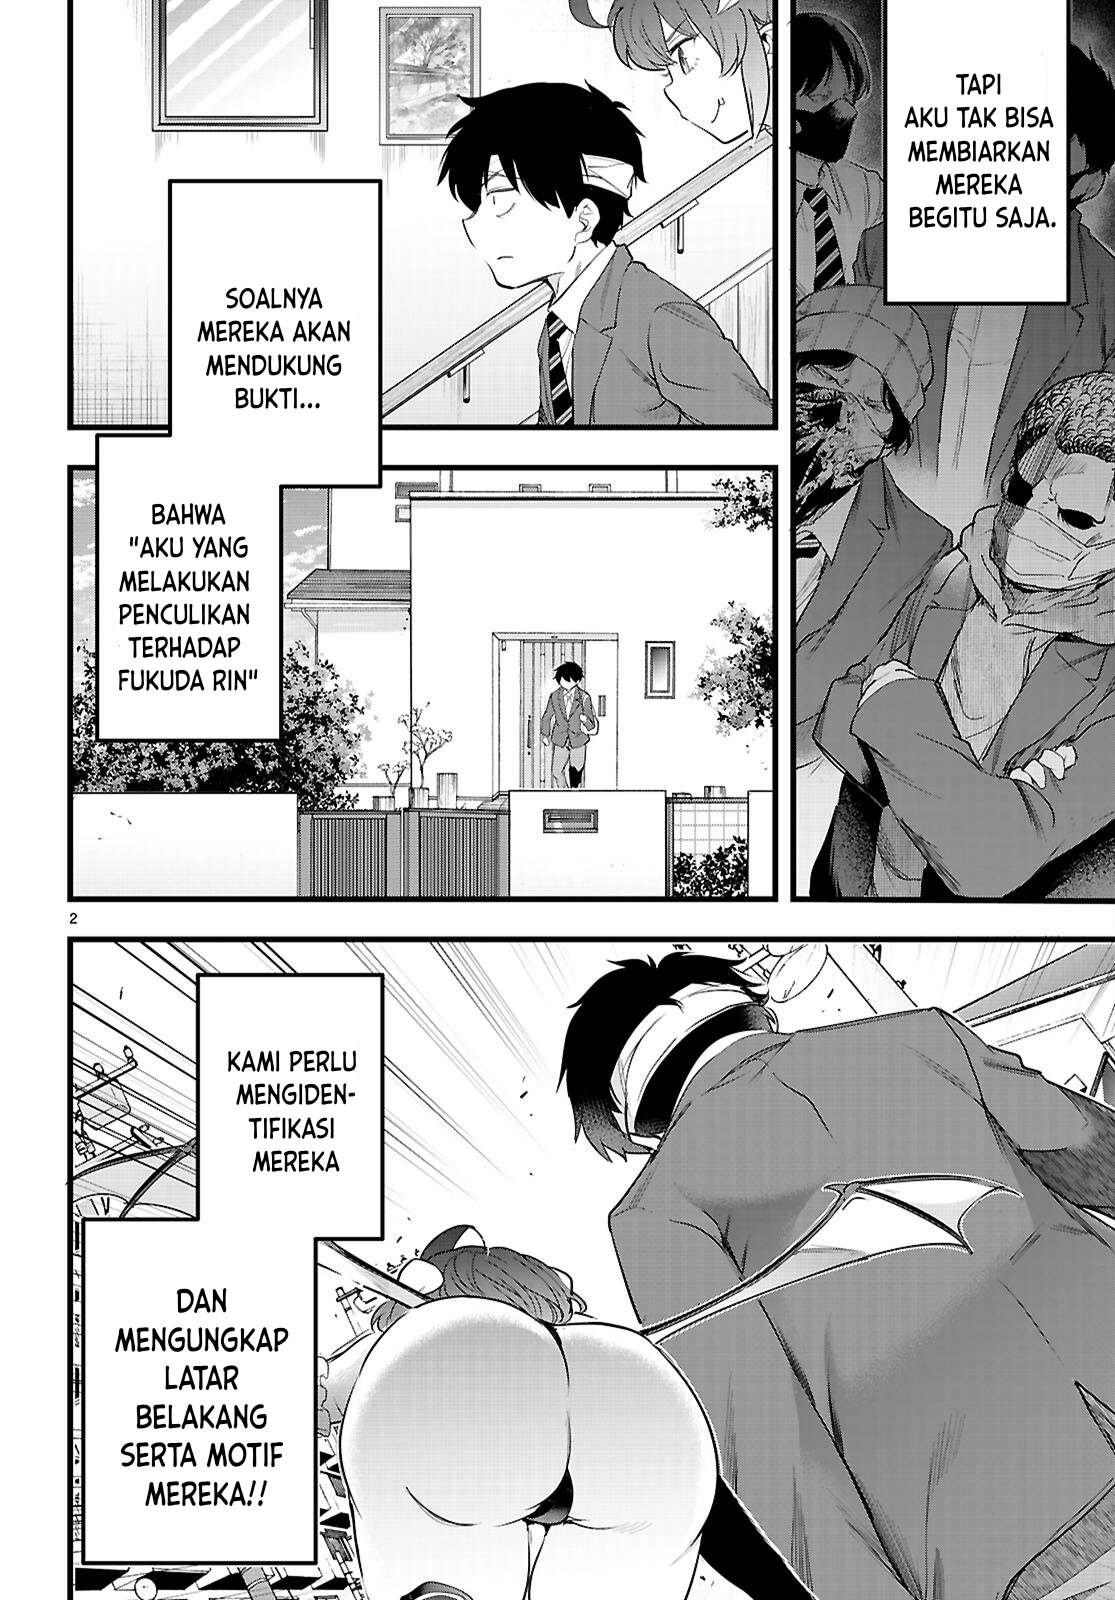 TAPI
AKU TAK BISA
MEMBIARKAN
MEREKA
BEGITU SAJA.
SOALNYA
MEREKA AKAN
MENDUKUNG
BUKTI...
BAHWA
"AKU YANG
MELAKUKAN
PENCULIKAN
TERHADAP
FUKUDA RIN"
2
KAMI PERLU
MENGIDEN-
TIFIKASI
MEREKA
DAN
MENGUNGKAP
LATAR
BELAKANG
SERTA MOTIF
MEREKA!!